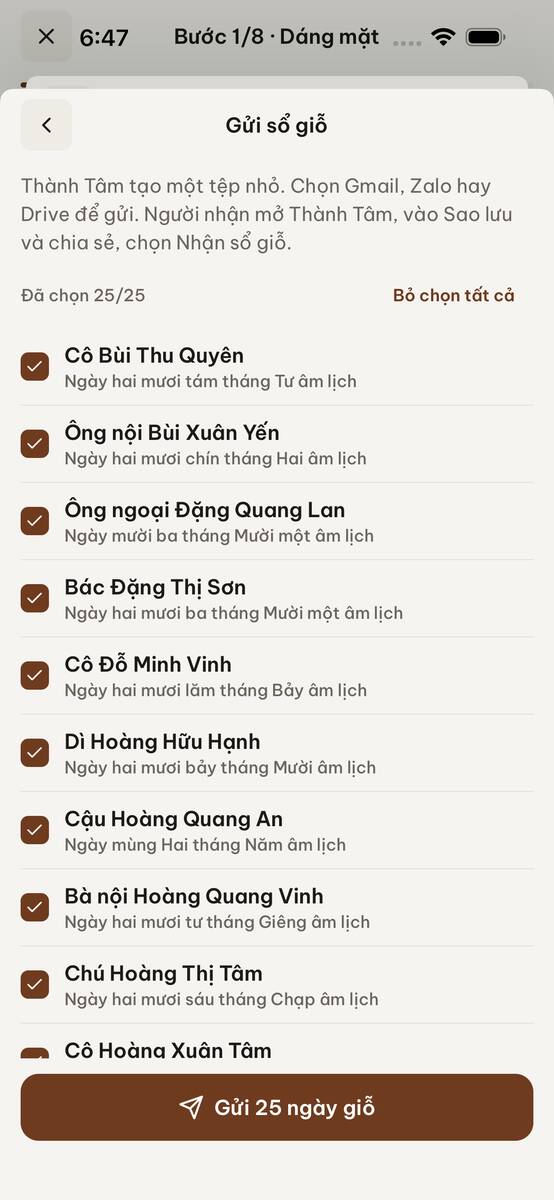 6:47
Bước 1/8 · Dáng mặt
Gửi sổ giỗ
Thành Tâm tạo một tệp nhỏ. Chọn Gmail, Zalo hay
Drive để gửi. Người nhận mở Thành Tâm, vào Sao lưu
và chia sẻ, chọn Nhận sổ giỗ.
Đã chọn 25/25
Bỏ chọn tất cả
Cô Bùi Thu Quyên
Ngày hai mươi tám tháng Tư âm lịch
Ông nội Bùi Xuân Yến
Ngày hai mươi chín tháng Hai âm lịch
Ông ngoại Đặng Quang Lan
Ngày mười ba tháng Mười một âm lịch
Bác Đặng Thị Sơn
Ngày hai mươi ba tháng Mười một âm lịch
Cô Đỗ Minh Vinh
Ngày hai mươi lăm tháng Bảy âm lịch
Dì Hoàng Hữu Hạnh
Ngày hai mươi bảy tháng Mười âm lịch
Cậu Hoàng Quang An
Ngày mùng Hai tháng Năm âm lịch
Bà nội Hoàng Quang Vinh
Ngày hai mươi tư tháng Giêng âm lịch
Chú Hoàng Thị Tâm
Ngày hai mươi sáu tháng Chạp âm lịch
Cô Hoàng Xuân Tâm
Gửi 25 ngày giỗ